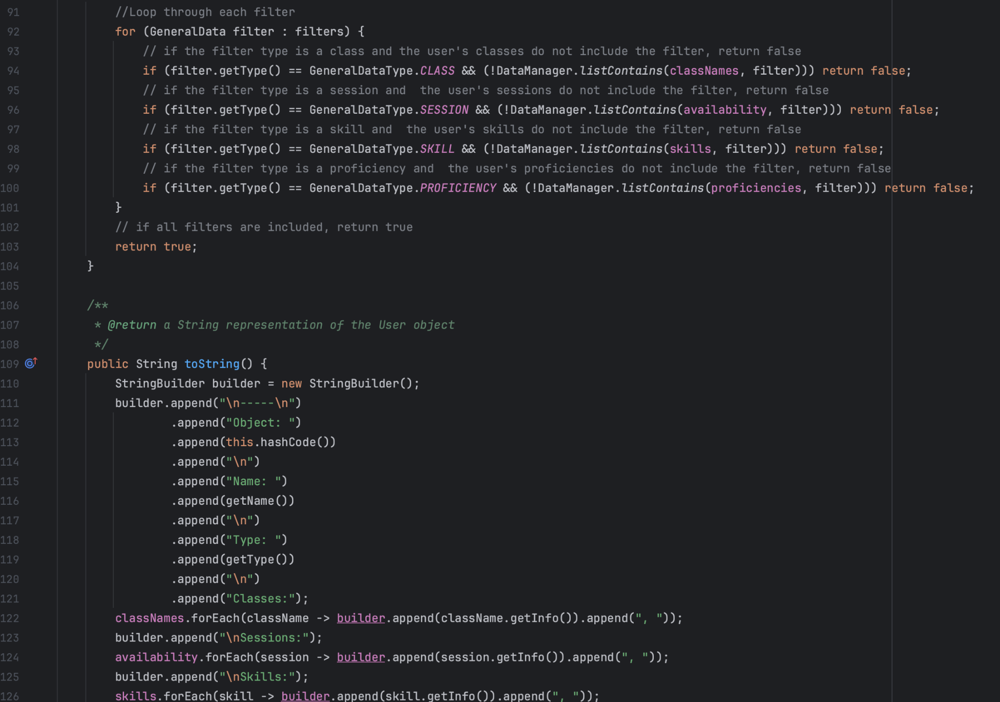 91 //Loop through each filter
92 for (GeneralData filter : filters) {
93 // if the filter type is a class and the user's classes do not include the filter, return false
94 if (filter.getType() == GeneralDataType.CLASS && (!DataManager.listContains(classNames, filter))) return false;
95 // if the filter type is a session and  the user's sessions do not include the filter, return false
96 if (filter.getType() == GeneralDataType.SESSION && (!DataManager.listContains(availability, filter))) return false;
97 // if the filter type is a skill and  the user's skills do not include the filter, return false
98 if (filter.getType() == GeneralDataType.SKILL && (!DataManager.listContains(skills, filter))) return false;
99 // if the filter type is a proficiency and  the user's proficiencies do not include the filter, return false
100 if (filter.getType() == GeneralDataType.PROFICIENCY && (!DataManager.listContains(proficiencies, filter))) return false;
101 }
102 // if all filters are included, return true
103 return true;
104 }
105
106 /**
107 * @return a String representation of the User object
108 */
109 public String toString() {
110 StringBuilder builder = new StringBuilder();
111 builder.append("\n-----\n")
112 .append("Object: ")
113 .append(this.hashCode())
114 .append("\n")
115 .append("Name: ")
116 .append(getName())
117 .append("\n")
118 .append("Type: ")
119 .append(getType())
120 .append("\n")
121 .append("Classes:");
122 classNames.forEach(className -> builder.append(className.getInfo()).append(", "));
123 builder.append("\nSessions:");
124 availability.forEach(session -> builder.append(session.getInfo()).append(", "));
125 builder.append("\nSkills:");
126 skills.forEach(skill -> builder.append(skill.getInfo()).append(", "));